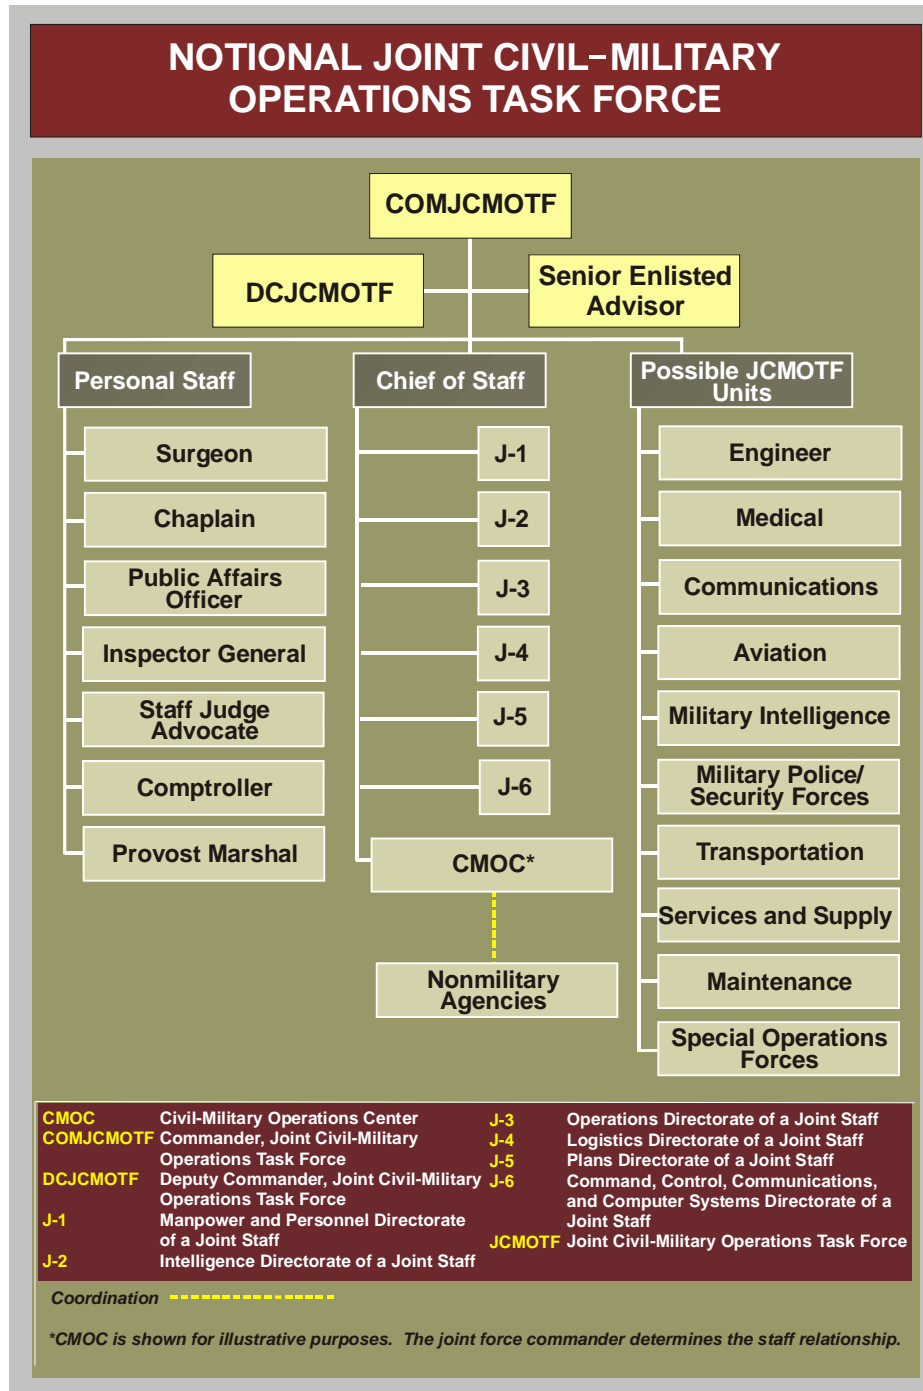 NOTIONAL JOINT CIVIL-MILITARY
OPERATIONS TASK FORCE
COMJCMOTF
DCJCMOTF
Senior Enlisted
Advisor
Personal Staff
Surgeon
Chaplain
Public Affairs
Officer
Inspector General
Staff Judge
Advocate
Comptroller
Provost Marshal
Chief of Staff
J-1
J-2
J-3
J-4
J-5
J-6
CMOC*
Nonmilitary
Agencies
Possible JCMOTF
Units
Engineer
Medical
Communications
Aviation
Military Intelligence
Military Police/
Security Forces
Transportation
Services and Supply
Maintenance
Special Operations
Forces
CMOC Civil-Military Operations Center
COMJCMOTF Commander, Joint Civil-Military
Operations Task Force
DCJCMOTF Deputy Commander, Joint Civil-Military
Operations Task Force
J-1 Manpower and Personnel Directorate
of a Joint Staff
J-2 Intelligence Directorate of a Joint Staff
J-3 Operations Directorate of a Joint Staff
J-4 Logistics Directorate of a Joint Staff
J-5 Plans Directorate of a Joint Staff
J-6 Command, Control, Communications,
and Computer Systems Directorate of a
Joint Staff
JCMOTF Joint Civil-Military Operations Task Force
Coordination
*CMOC is shown for illustrative purposes. The joint force commander determines the staff relationship.